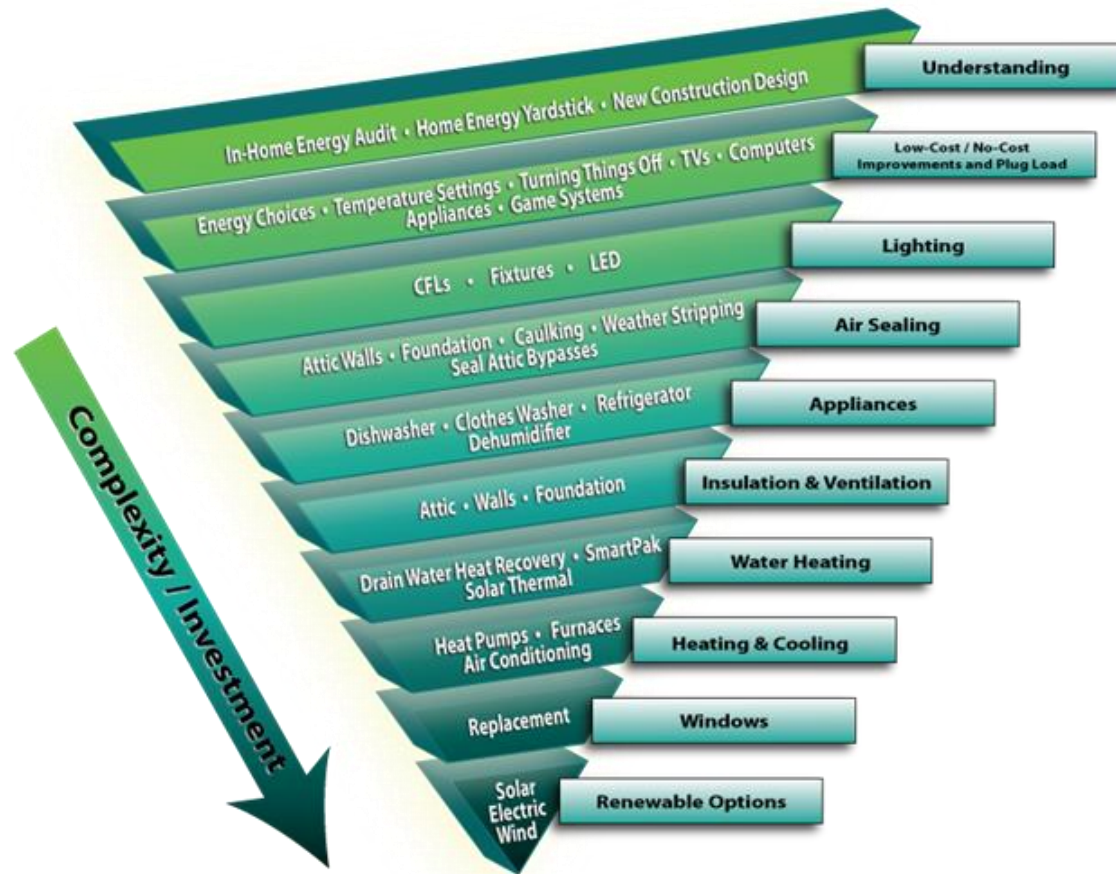 In-Home Energy Audit • Home Energy Yardstick • New Construction Design
Understanding
Energy Choices • Temperature Settings • Turning Things Off • TVs • Computers
Appliances • Game Systems
Low-Cost / No-Cost
Improvements and Plug Load
CFLs • Fixtures • LED
Lighting
Attic Walls • Foundation • Caulking • Weather Stripping
Seal Attic Bypasses
Air Sealing
Dishwasher • Clothes Washer • Refrigerator
Dehumidifier
Appliances
Attic • Walls • Foundation
Insulation & Ventilation
Drain Water Heat Recovery • SmartPak
Solar Thermal
Water Heating
Heat Pumps • Furnaces
Air Conditioning
Heating & Cooling
Replacement
Windows
Solar
Electric
Wind
Renewable Options
Complexity / Investment